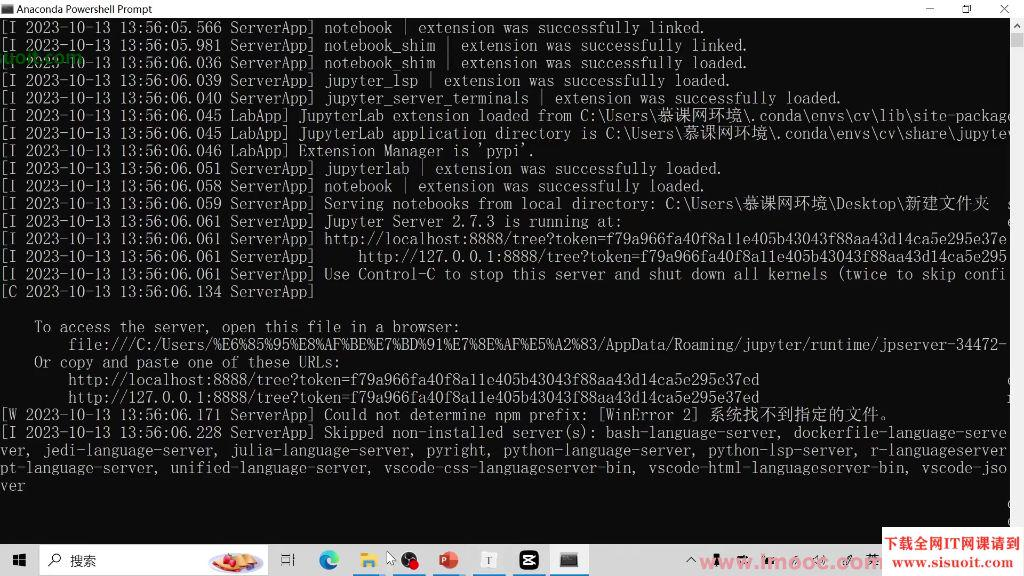 Anaconda Powershell Prompt
[I 2023-10-13 13:56:05.566 ServerApp] notebook | extension was successfully linked.
[I 2023-10-13 13:56:05.981 ServerApp] notebook_shim | extension was successfully linked.
[I 2023-10-13 13:56:06.036 ServerApp] notebook_shim | extension was successfully loaded.
[I 2023-10-13 13:56:06.039 ServerApp] jupyter_lsp | extension was successfully loaded.
[I 2023-10-13 13:56:06.040 ServerApp] jupyter_server_terminals | extension was successfully loaded.
[I 2023-10-13 13:56:06.045 LabApp] JupyterLab extension loaded from C:\Users\慕课网环境\.conda\envs\cv\lib\site-package
[I 2023-10-13 13:56:06.045 LabApp] JupyterLab application directory is C:\Users\慕课网环境\.conda\envs\cv\share\jupyte
[I 2023-10-13 13:56:06.046 LabApp] Extension Manager is 'pypi'.
[I 2023-10-13 13:56:06.051 ServerApp] jupyterlab | extension was successfully loaded.
[I 2023-10-13 13:56:06.058 ServerApp] notebook | extension was successfully loaded.
[I 2023-10-13 13:56:06.059 ServerApp] Serving notebooks from local directory: C:\Users\慕课网环境\Desktop\新建文件夹
[I 2023-10-13 13:56:06.061 ServerApp] Jupyter Server 2.7.3 is running at:
[I 2023-10-13 13:56:06.061 ServerApp] http://localhost:8888/tree?token=f79a966fa40f8a11e405b43043f88aa43d14ca5e295e37e
[I 2023-10-13 13:56:06.061 ServerApp]     http://127.0.0.1:8888/tree?token=f79a966fa40f8a11e405b43043f88aa43d14ca5e295
[I 2023-10-13 13:56:06.061 ServerApp] Use Control-C to stop this server and shut down all kernels (twice to skip confi
[C 2023-10-13 13:56:06.134 ServerApp]
To access the server, open this file in a browser:
file:///C:/Users/%E6%85%95%E8%AF%BE%E7%BD%91%E7%8E%AF%E5%A2%83/AppData/Roaming/jupyter/runtime/jpserver-34472-
Or copy and paste one of these URLs:
http://localhost:8888/tree?token=f79a966fa40f8a11e405b43043f88aa43d14ca5e295e37ed
http://127.0.0.1:8888/tree?token=f79a966fa40f8a11e405b43043f88aa43d14ca5e295e37ed
[W 2023-10-13 13:56:06.171 ServerApp] Could not determine npm prefix: [WinError 2] 系统找不到指定的文件。
[I 2023-10-13 13:56:06.228 ServerApp] Skipped non-installed server(s): bash-language-server, dockerfile-language-serve
ver, jedi-language-server, julia-language-server, pyright, python-language-server, python-lsp-server, r-languageserver
pt-language-server, unified-language-server, vscode-css-languageserver-bin, vscode-html-languageserver-bin, vscode-jso
ver
搜索
英
www.imooc.com
下载全网IT网课请到
www.sisuoit.com